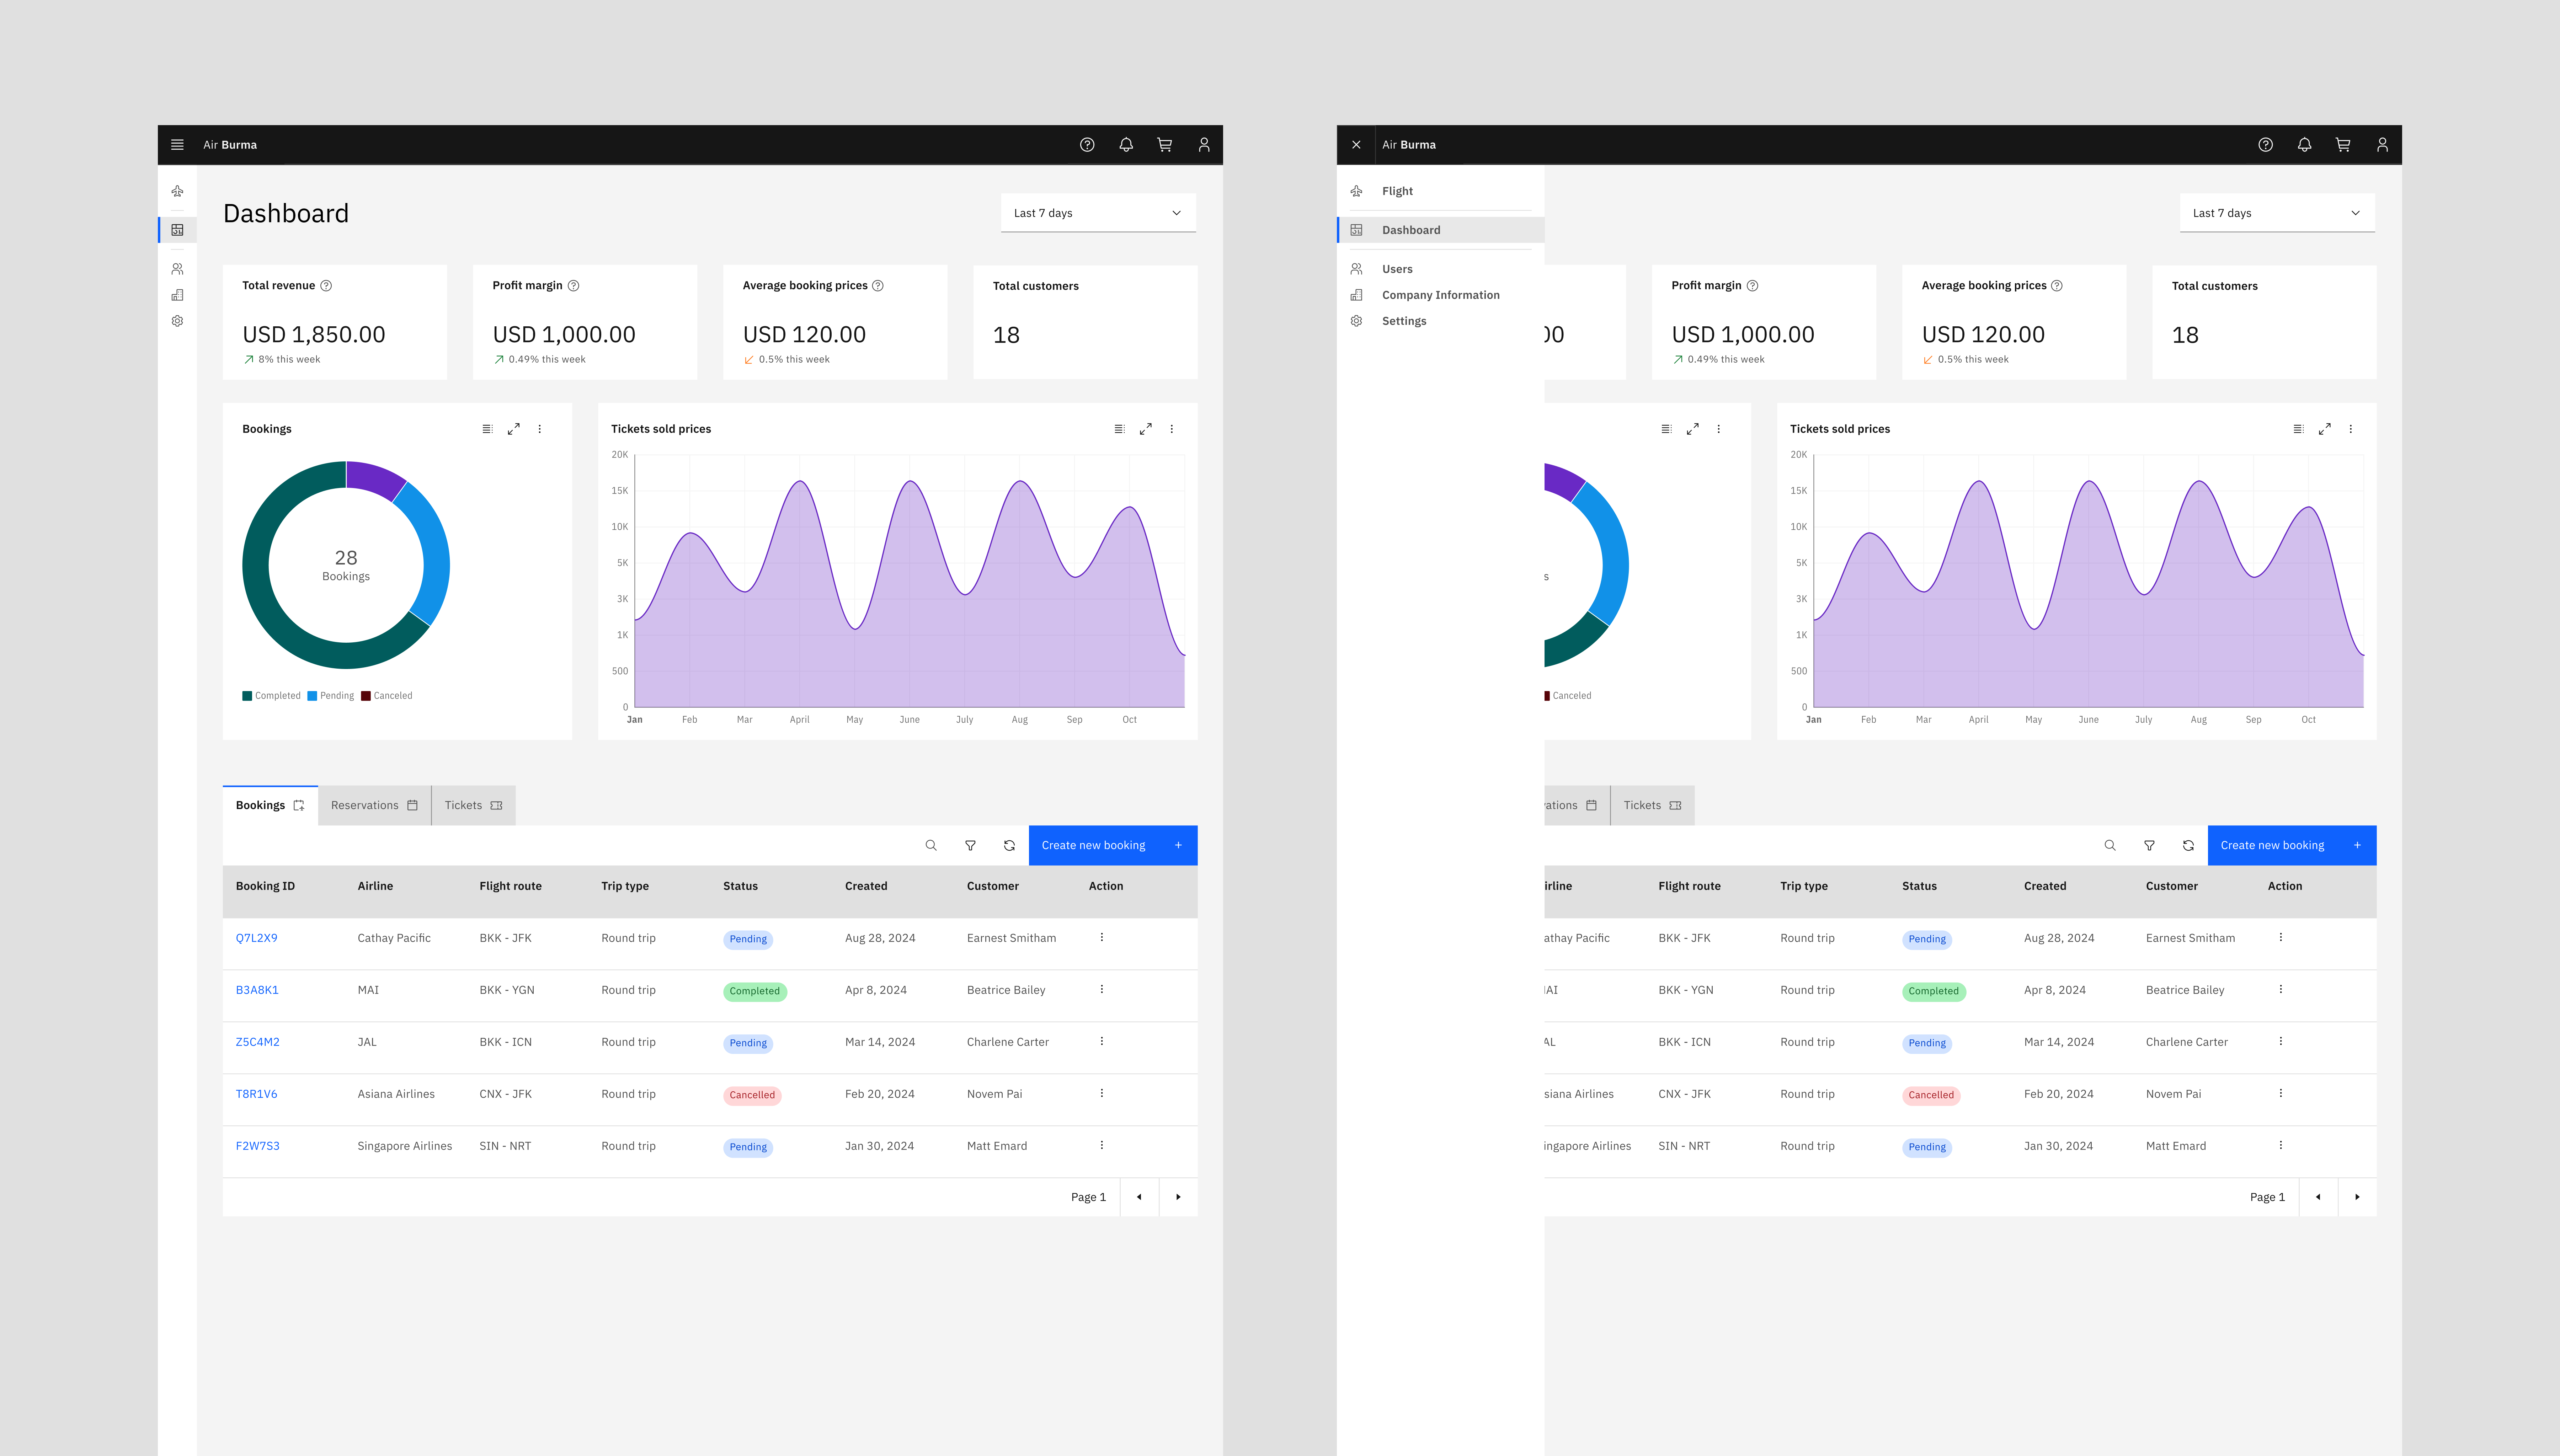 Air Burma
Dashboard
Last 7 days
Total revenue
USD 1,850.00
8% this week
Profit margin
USD 1,000.00
0.49% this week
Average booking prices
USD 120.00
0.5% this week
Total customers
18
Bookings
28
Bookings
Completed Pending Canceled
Tickets sold prices
20K
15K
10K
5K
3K
1K
500
0
Jan Feb Mar April May June July Aug Sep Oct
Bookings Reservations Tickets
Create new booking +
Booking ID Airline Flight route Trip type Status Created Customer Action
Q7L2X9 Cathay Pacific BKK - JFK Round trip Pending Aug 28, 2024 Earnest Smitham
B3A8K1 MAI BKK - YGN Round trip Completed Apr 8, 2024 Beatrice Bailey
Z5C4M2 JAL BKK - ICN Round trip Pending Mar 14, 2024 Charlene Carter
T8R1V6 Asiana Airlines CNX - JFK Round trip Cancelled Feb 20, 2024 Novem Pai
F2W7S3 Singapore Airlines SIN - NRT Round trip Pending Jan 30, 2024 Matt Emard
Page 1
Air Burma
Flight
Dashboard
Users
Company Information
Settings
Last 7 days
00
Profit margin
USD 1,000.00
0.49% this week
Average booking prices
USD 120.00
0.5% this week
Total customers
18
s
Canceled
Tickets sold prices
20K
15K
10K
5K
3K
1K
500
0
Jan Feb Mar April May June July Aug Sep Oct
ations Tickets
Create new booking +
irline Flight route Trip type Status Created Customer Action
athay Pacific BKK - JFK Round trip Pending Aug 28, 2024 Earnest Smitham
AI BKK - YGN Round trip Completed Apr 8, 2024 Beatrice Bailey
AL BKK - ICN Round trip Pending Mar 14, 2024 Charlene Carter
siana Airlines CNX - JFK Round trip Cancelled Feb 20, 2024 Novem Pai
ingapore Airlines SIN - NRT Round trip Pending Jan 30, 2024 Matt Emard
Page 1